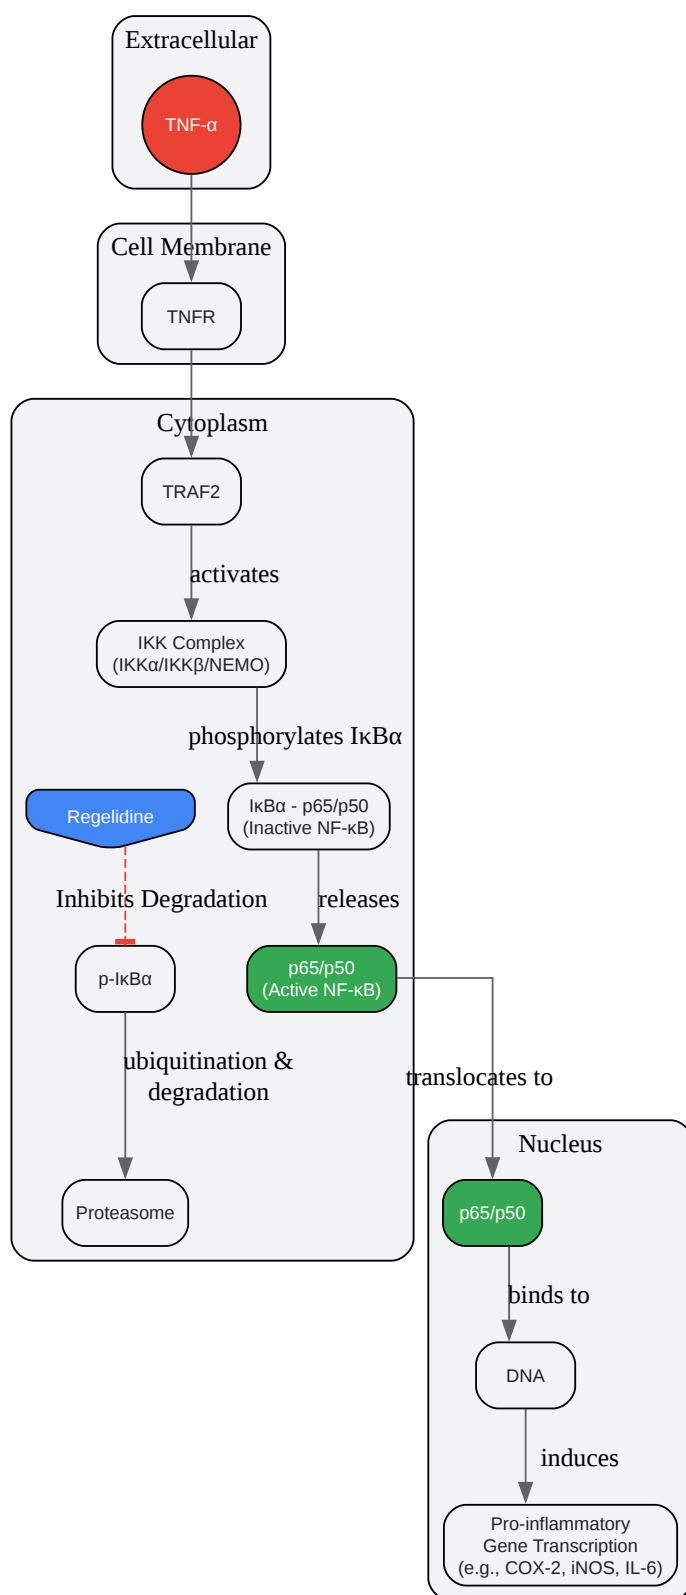 Extracellular
TNF-α
Cell Membrane
TNFR
Cytoplasm
TRAF2
activates
IKK Complex
(IKKα/IKKβ/NEMO)
phosphorylates IκBα
Regelidine
IκBα - p65/p50
(Inactive NF-κB)
Inhibits Degradation
releases
p-IκBα
p65/p50
(Active NF-κB)
ubiquitination &
degradation
translocates to
Nucleus
Proteasome
p65/p50
binds to
DNA
induces
Pro-inflammatory
Gene Transcription
(e.g., COX-2, iNOS, IL-6)